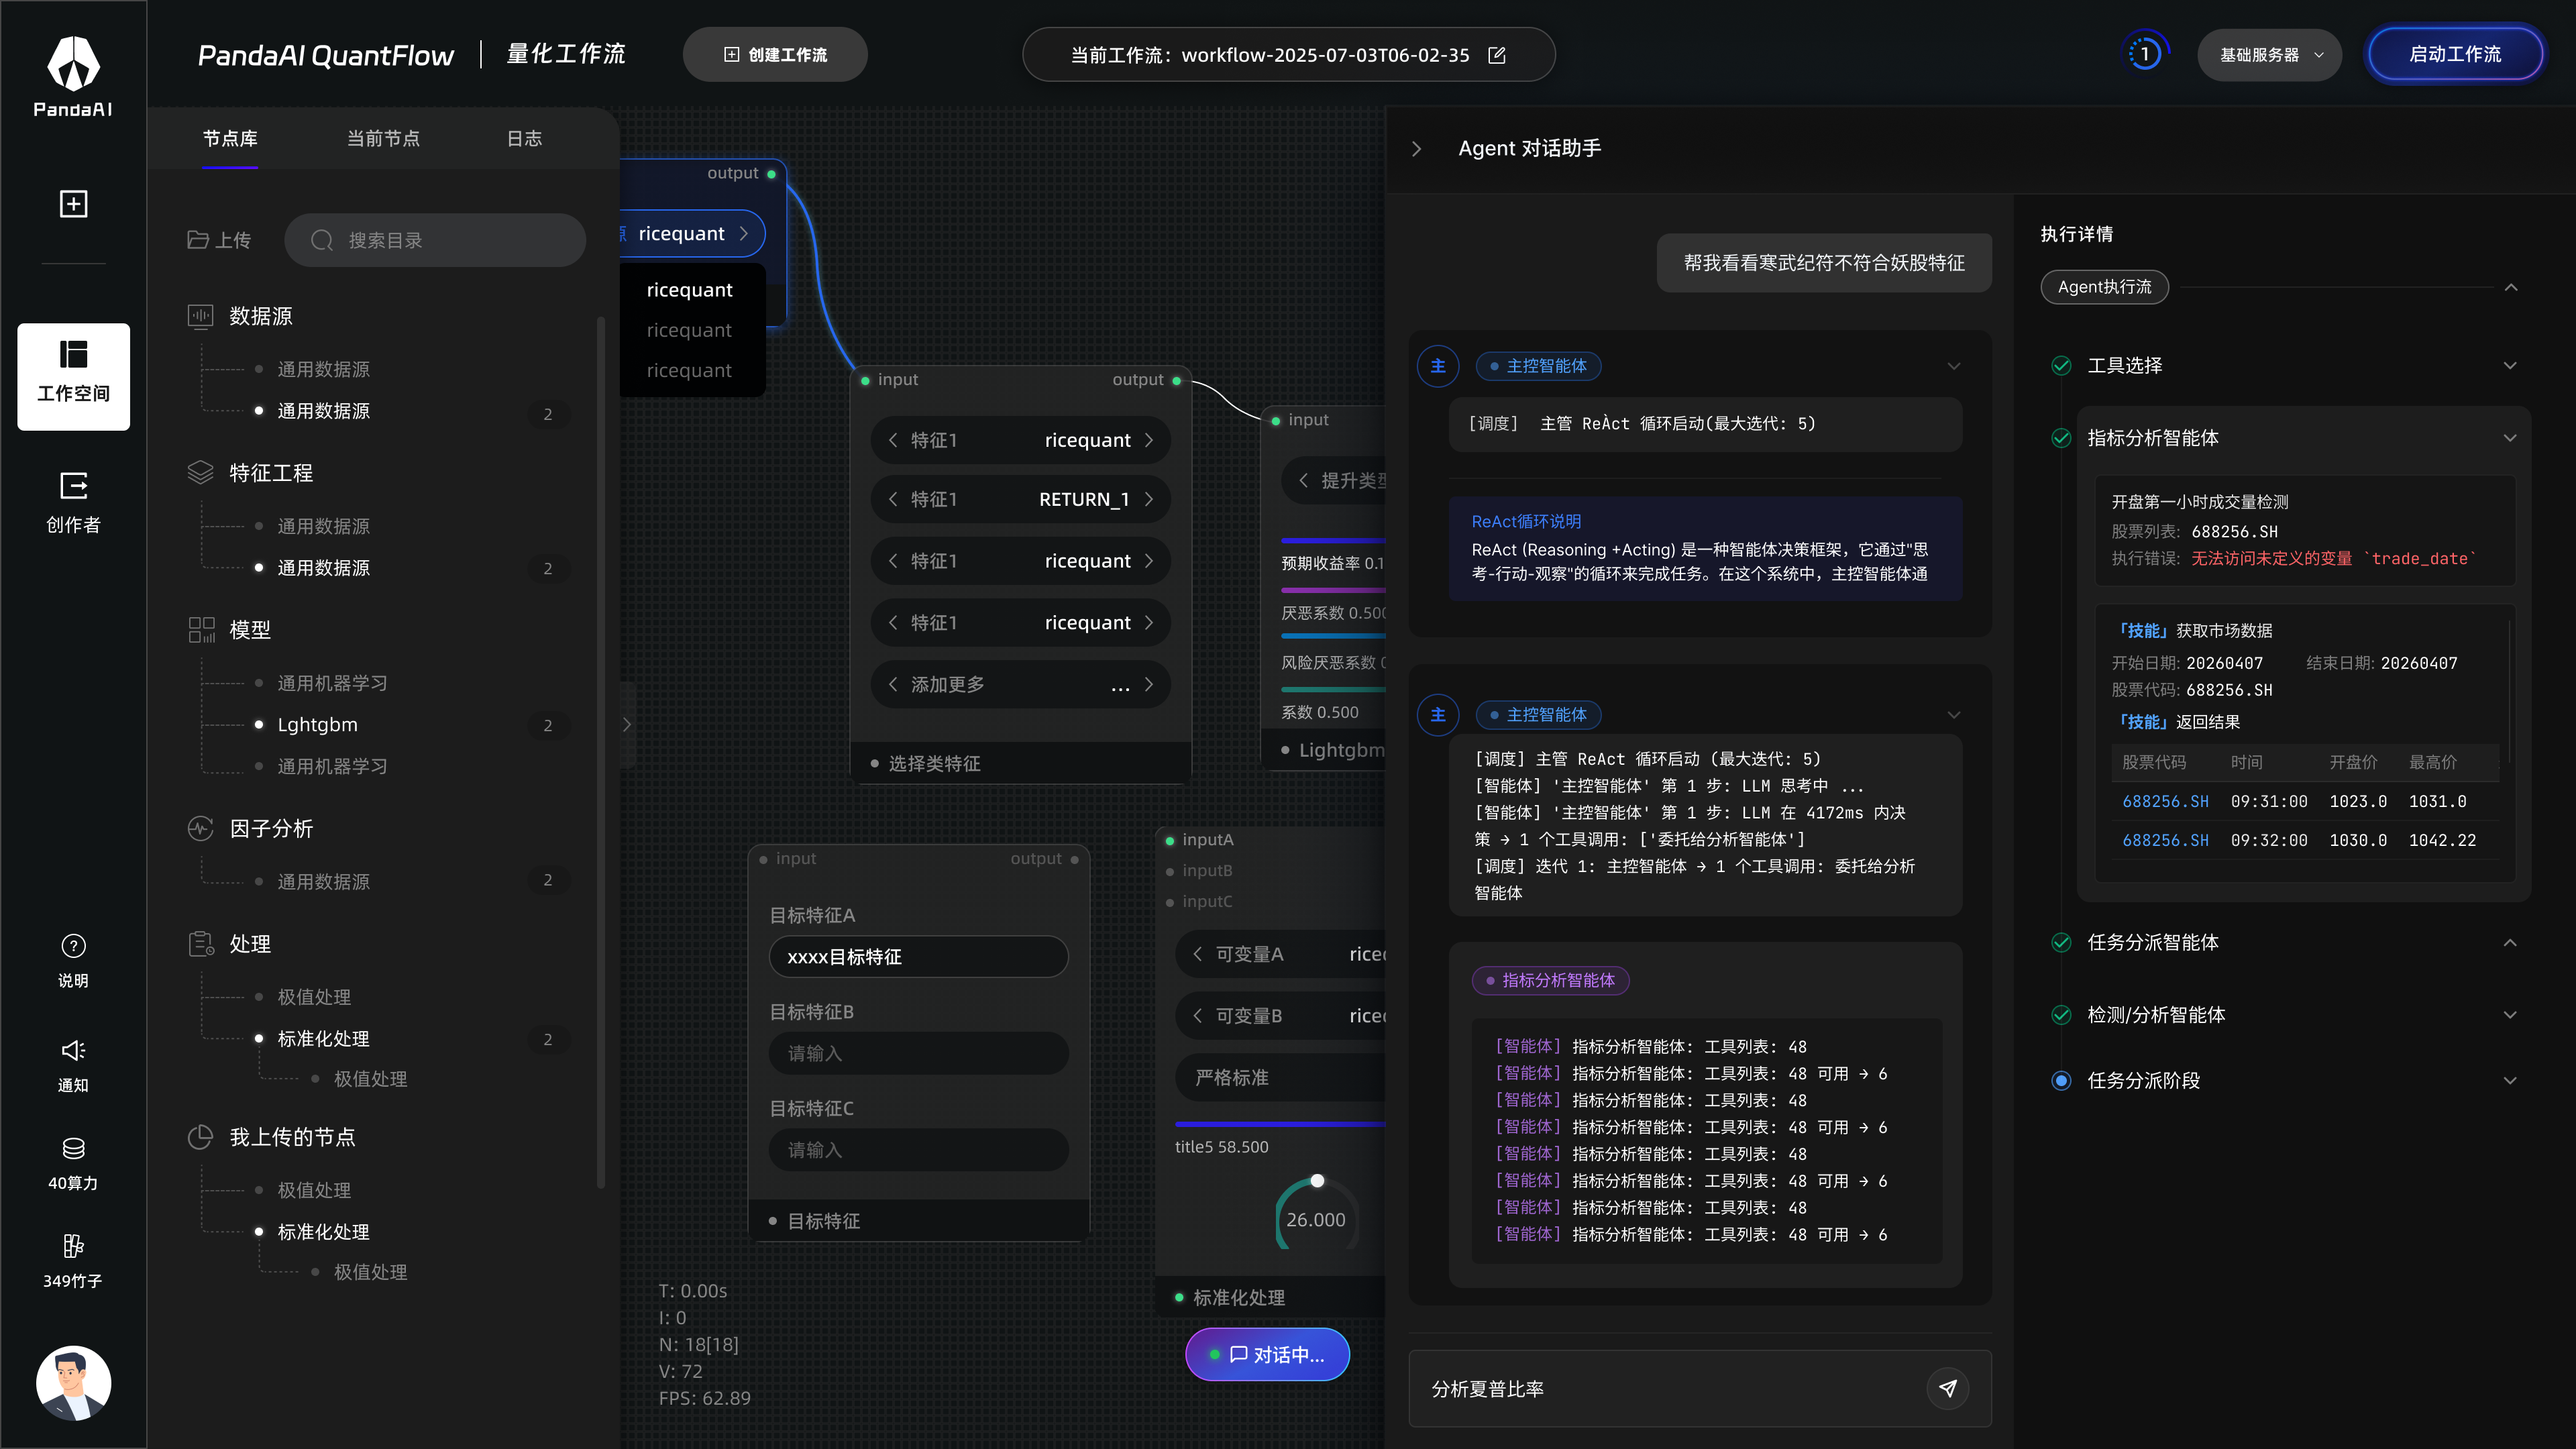 PandaAI
工作空间
创作者
说明
通知
40算力
349竹子
PandaAI QuantFlow
量化工作流
创建工作流
当前工作流：workflow-2025-07-03T06-02-35
1
基础服务器
启动工作流
节点库
当前节点
日志
上传
搜索目录
数据源
通用数据源
通用数据源
2
特征工程
通用数据源
通用数据源
2
模型
通用机器学习
Lghtgbm
2
通用机器学习
因子分析
通用数据源
2
处理
极值处理
标准化处理
2
极值处理
我上传的节点
极值处理
标准化处理
极值处理
output
ricequant
ricequant
ricequant
ricequant
input
output
特征1 ricequant
特征1 RETURN_1
特征1 ricequant
特征1 ricequant
添加更多 ...
选择类特征
input
提升类型
预期收益率 0.1
厌恶系数 0.500
风险厌恶系数 0
系数 0.500
Lightgbm
input
output
目标特征A
xxxx目标特征
目标特征B
请输入
目标特征C
请输入
目标特征
inputA
inputB
inputC
可变量A
可变量B
严格标准
title5 58.500
26.000
标准化处理
T: 0.00s
I: 0
N: 18[18]
V: 72
FPS: 62.89
对话中...
Agent 对话助手
帮我看看寒武纪符不符合妖股特征
主
主控智能体
[调度] 主管 ReÀct 循环启动(最大迭代: 5)
ReAct循环说明
ReAct (Reasoning +Acting) 是一种智能体决策框架，它通过"思
考-行动-观察"的循环来完成任务。在这个系统中，主控智能体通
主
主控智能体
[调度] 主管 ReAct 循环启动 (最大迭代: 5)
[智能体] '主控智能体' 第 1 步: LLM 思考中 ...
[智能体] '主控智能体' 第 1 步: LLM 在 4172ms 内决
策 → 1 个工具调用: ['委托给分析智能体']
[调度] 迭代 1: 主控智能体 → 1 个工具调用: 委托给分析
智能体
指标分析智能体
[智能体] 指标分析智能体: 工具列表: 48
[智能体] 指标分析智能体: 工具列表: 48 可用 → 6
[智能体] 指标分析智能体: 工具列表: 48
[智能体] 指标分析智能体: 工具列表: 48 可用 → 6
[智能体] 指标分析智能体: 工具列表: 48
[智能体] 指标分析智能体: 工具列表: 48 可用 → 6
[智能体] 指标分析智能体: 工具列表: 48
[智能体] 指标分析智能体: 工具列表: 48 可用 → 6
分析夏普比率
执行详情
Agent执行流
工具选择
指标分析智能体
开盘第一小时成交量检测
股票列表: 688256.SH
执行错误: 无法访问未定义的变量 `trade_date`
「技能」获取市场数据
开始日期: 20260407 结束日期: 20260407
股票代码: 688256.SH
「技能」返回结果
股票代码 时间 开盘价 最高价
688256.SH 09:31:00 1023.0 1031.0
688256.SH 09:32:00 1030.0 1042.22
任务分派智能体
检测/分析智能体
任务分派阶段